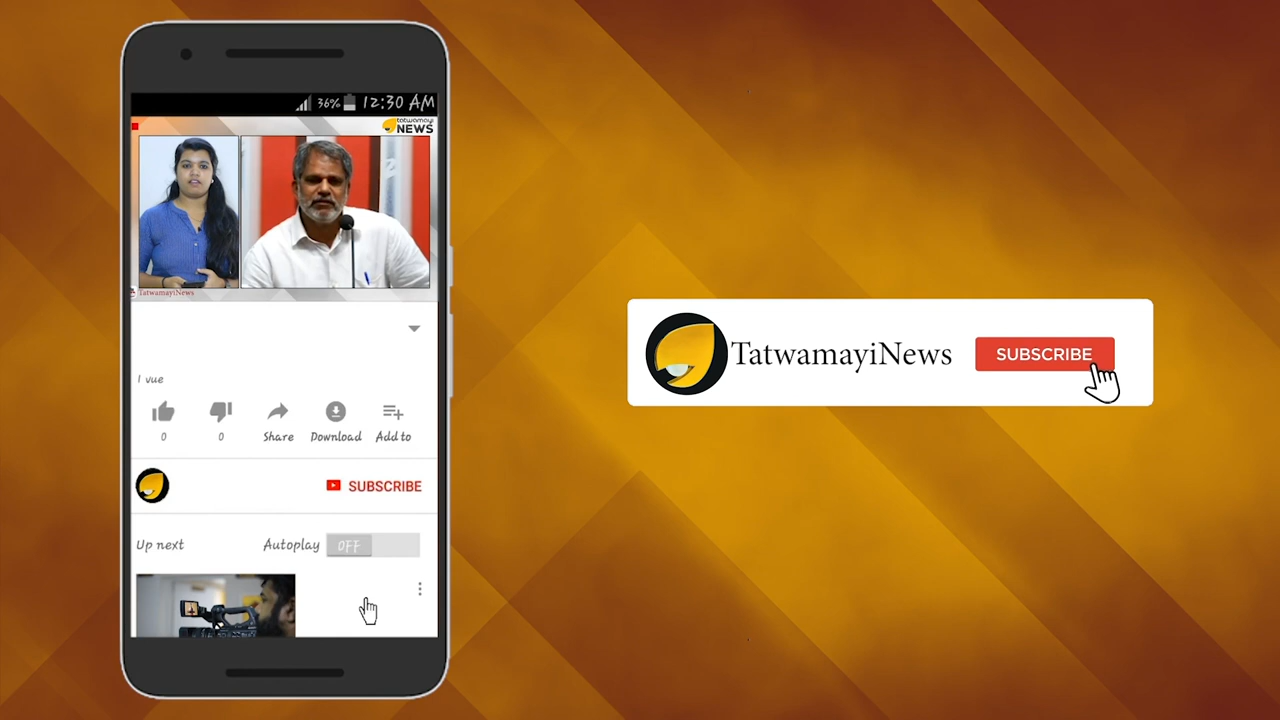 36% 12:30 AM
tatwamayi
NEWS
TatwamayiNews
1 vue
0 0 Share Download Add to
SUBSCRIBE
Up next Autoplay OFF
TatwamayiNews SUBSCRIBE